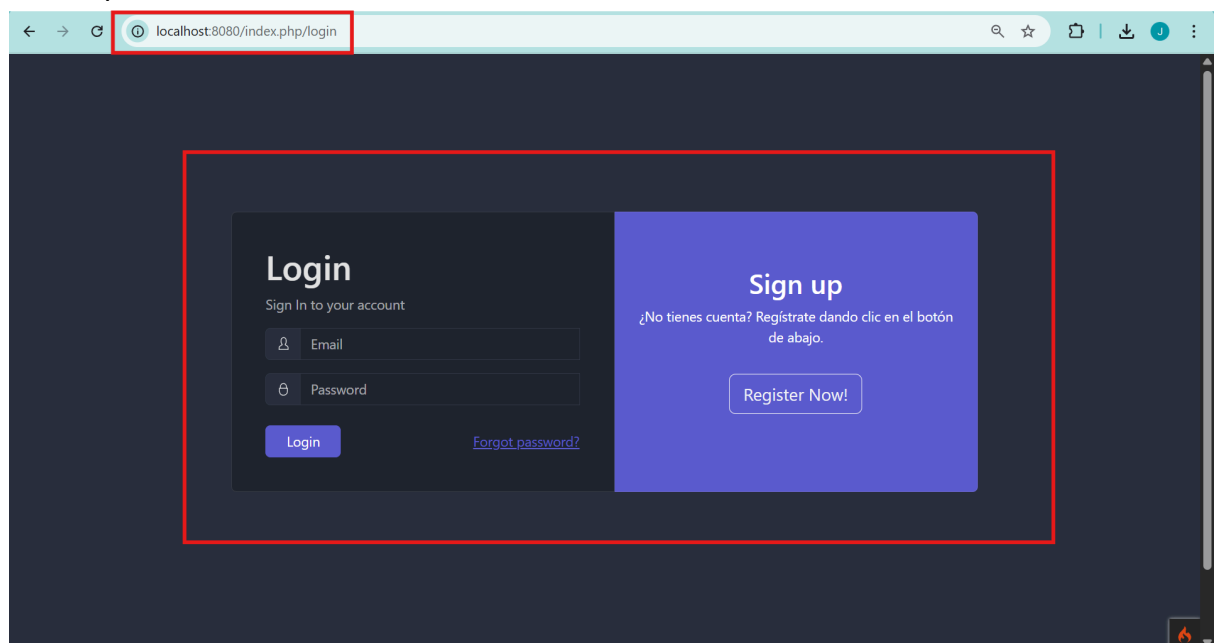 localhost:8080/index.php/login
J
Login
Sign In to your account
Email
Password
Login
Forgot password?
Sign up
¿No tienes cuenta? Regístrate dando clic en el botón
de abajo.
Register Now!